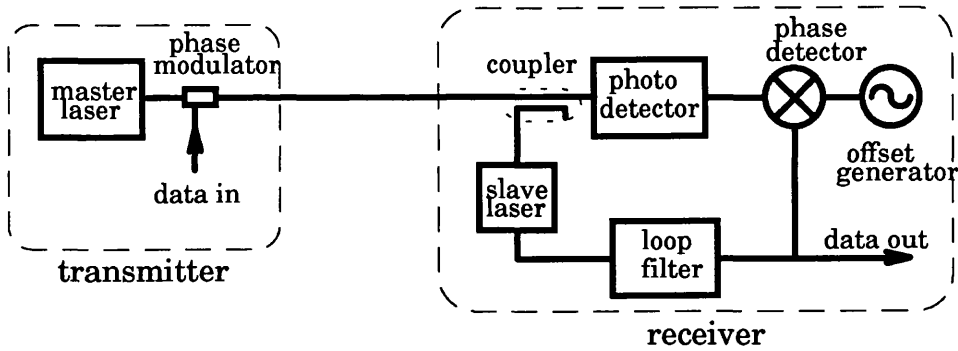 phase
modulator
master
laser
data in
transmitter
coupler
photo
detector
phase
detector
offset
generator
slave
laser
loop
filter
data out
receiver